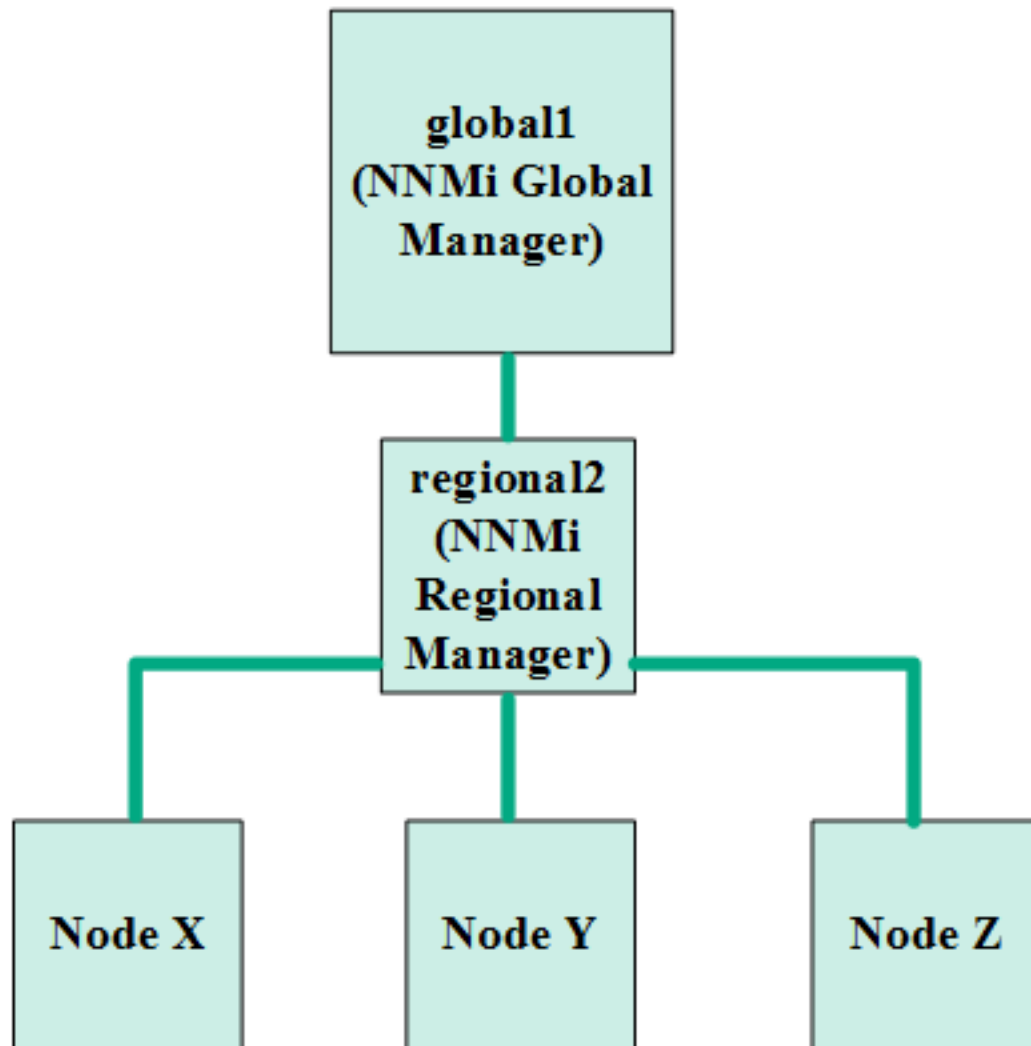 global1
(NNMi Global
Manager)
regional2
(NNMi
Regional
Manager)
Node X
Node Y
Node Z